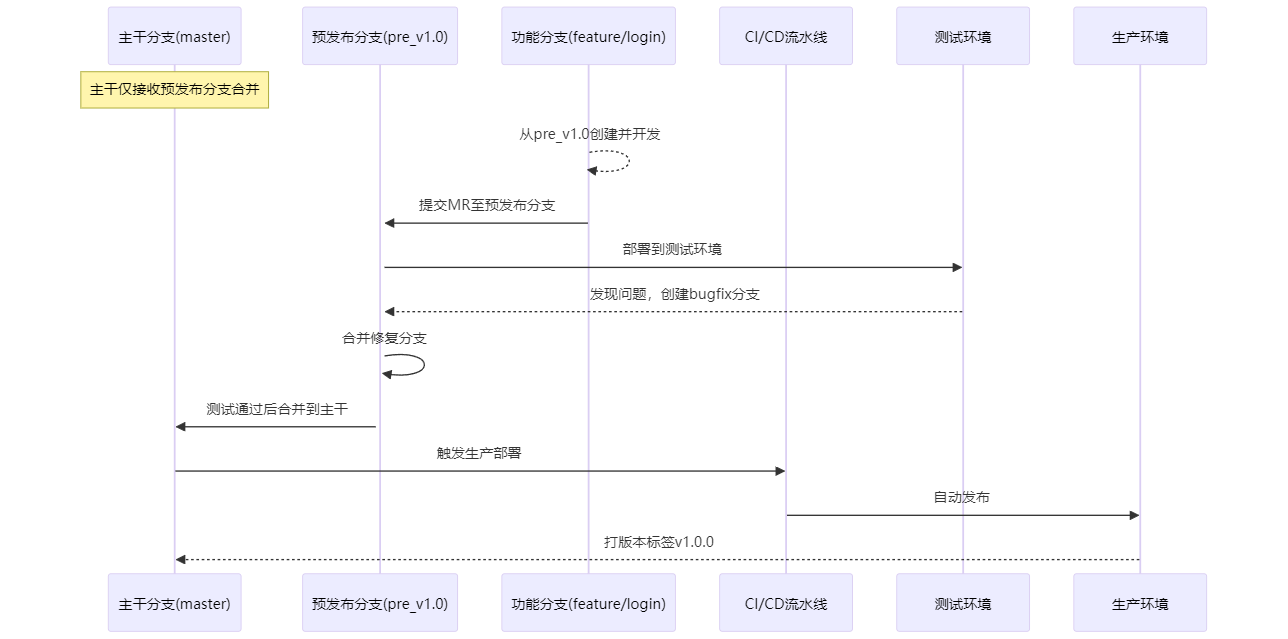 主干分支(master)
预发布分支(pre_v1.0)
功能分支(feature/login)
CI/CD流水线
测试环境
生产环境
主干仅接收预发布分支合并
从pre_v1.0创建并开发
提交MR至预发布分支
部署到测试环境
发现问题，创建bugfix分支
合并修复分支
测试通过后合并到主干
触发生产部署
自动发布
打版本标签v1.0.0
主干分支(master)
预发布分支(pre_v1.0)
功能分支(feature/login)
CI/CD流水线
测试环境
生产环境